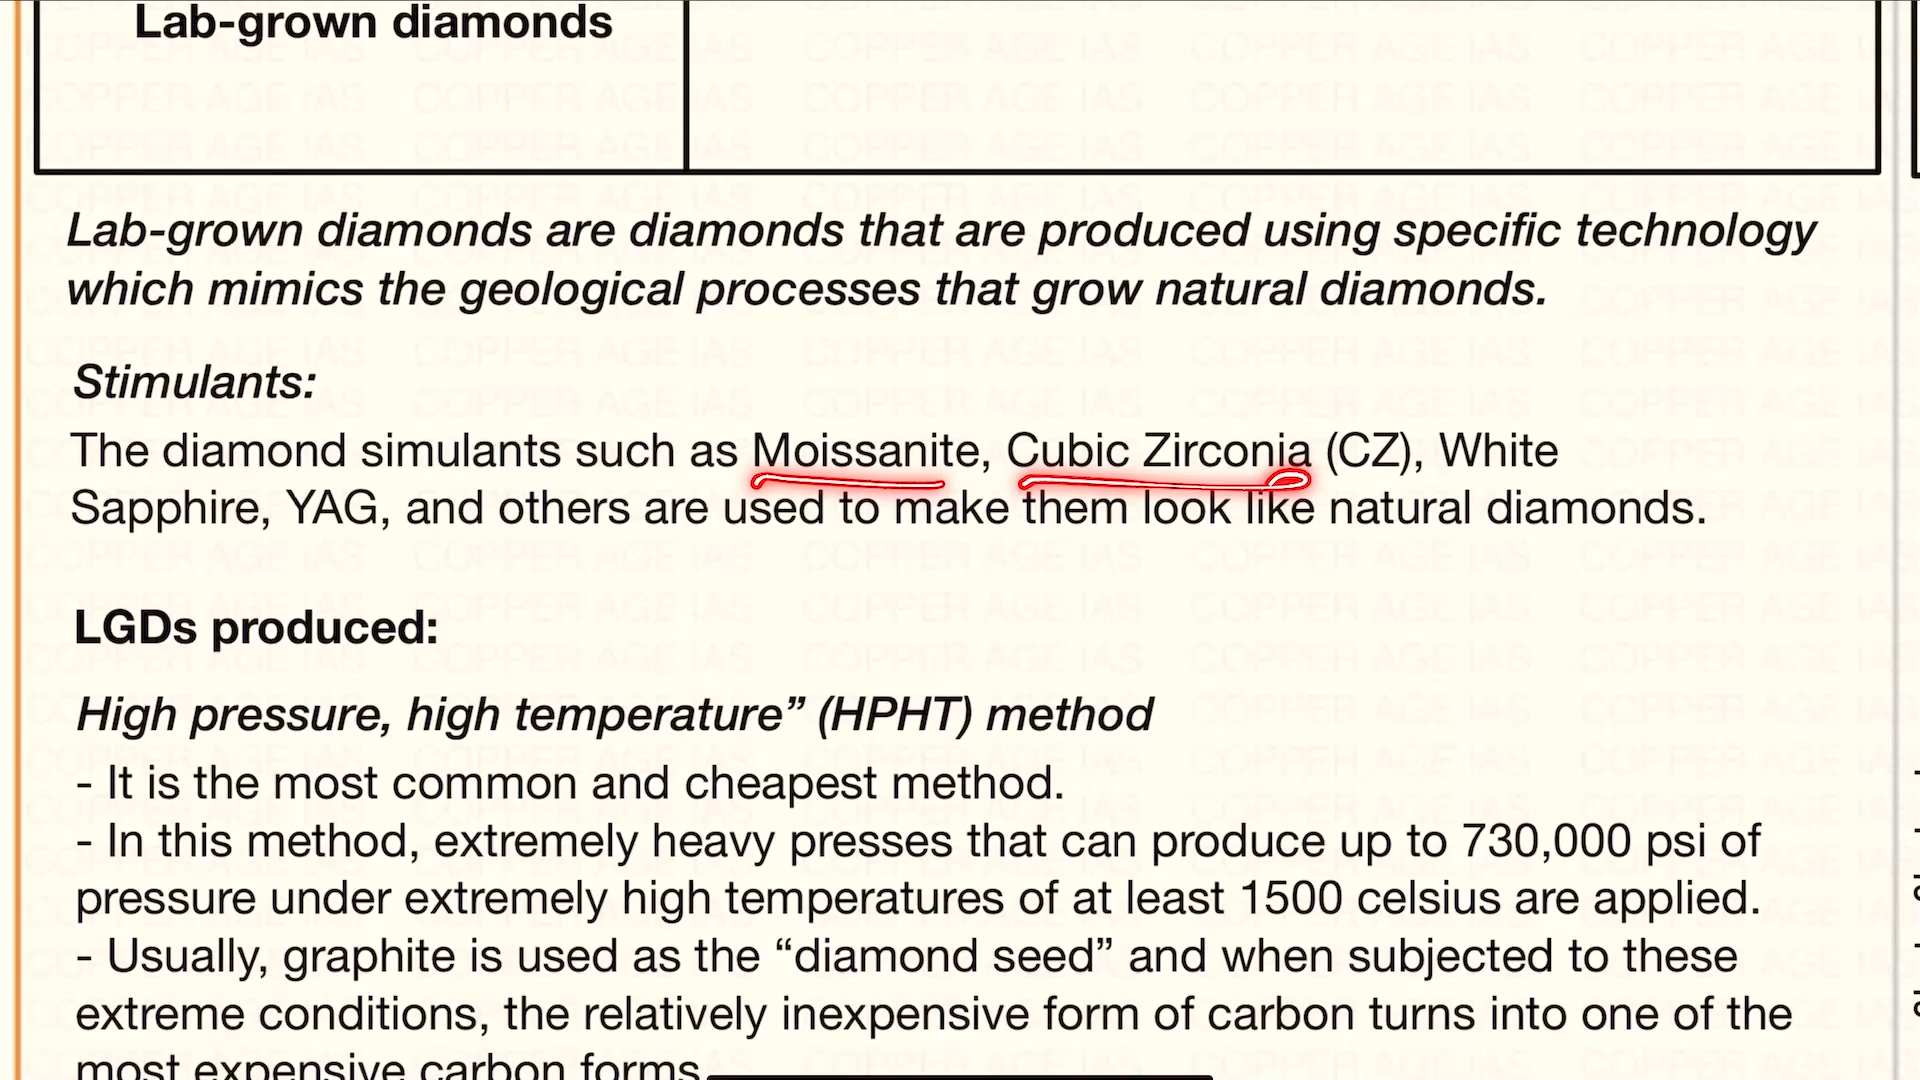 Lab-grown diamonds
Lab-grown diamonds are diamonds that are produced using specific technology
which mimics the geological processes that grow natural diamonds.
Stimulants:
The diamond simulants such as Moissanite, Cubic Zirconia (CZ), White
Sapphire, YAG, and others are used to make them look like natural diamonds.
LGDs produced:
High pressure, high temperature” (HPHT) method
- It is the most common and cheapest method.
- In this method, extremely heavy presses that can produce up to 730,000 psi of
pressure under extremely high temperatures of at least 1500 celsius are applied.
- Usually, graphite is used as the “diamond seed” and when subjected to these
extreme conditions, the relatively inexpensive form of carbon turns into one of the
most expensive carbon forms.